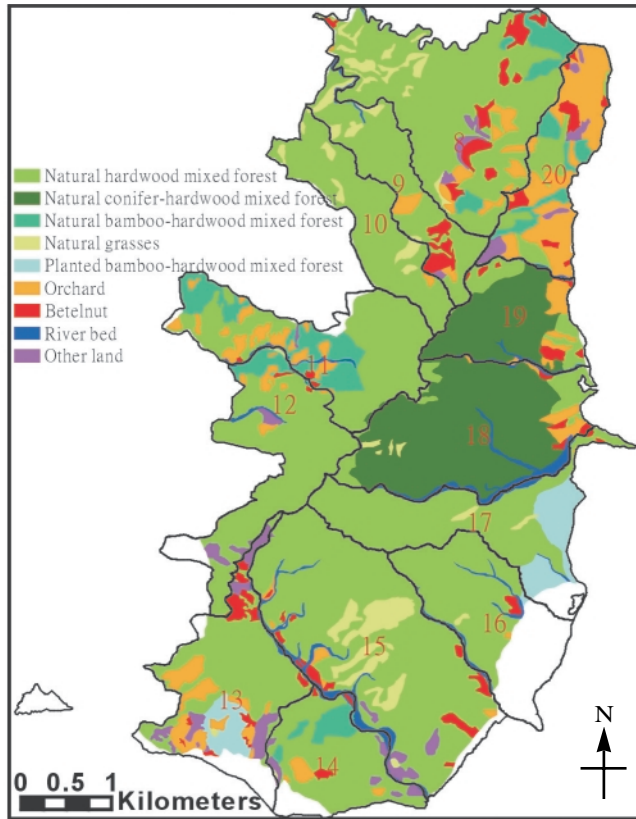 8
20
9
10
Natural hardwood mixed forest
Natural conifer-hardwood mixed forest
Natural bamboo-hardwood mixed forest
Natural grasses
Planted bamboo-hardwood mixed forest
Orchard
Betelnut
River bed
Other land
19
11
12
18
17
16
15
13
14
N
0 0.5 1
Kilometers